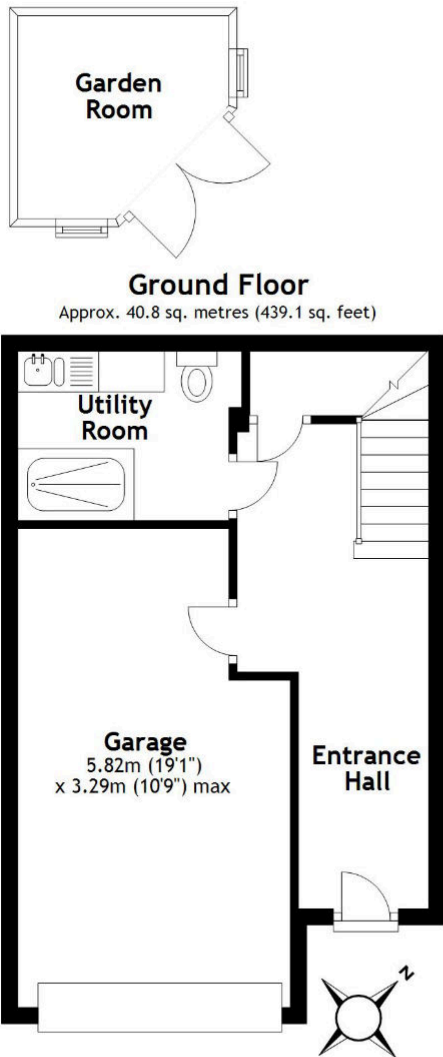 Garden
Room
Ground Floor
Approx. 40.8 sq. metres (439.1 sq. feet)
Utility
Room
Garage
5.82m (19'1")
x 3.29m (10'9") max
Entrance
Hall
N